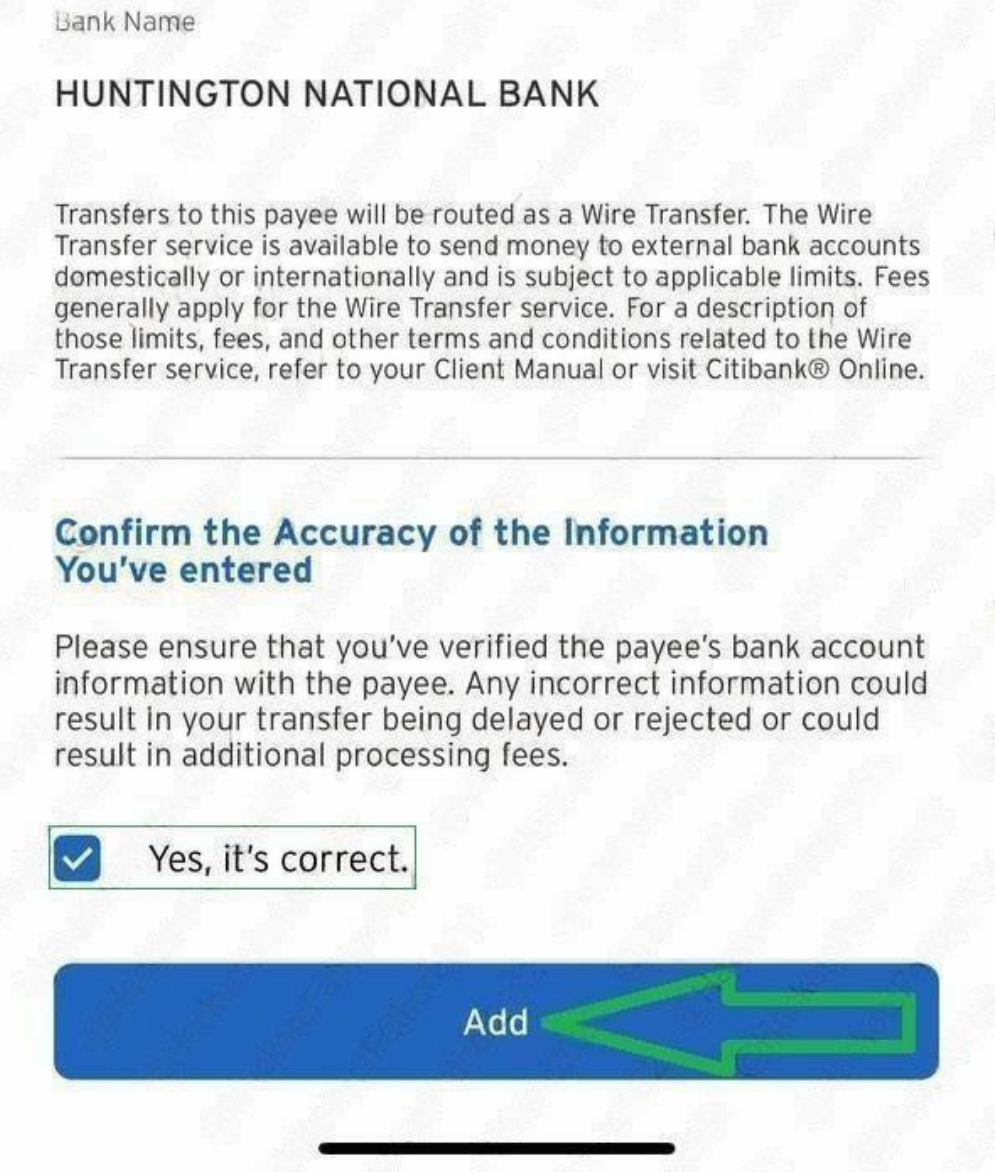 Bank Name
HUNTINGTON NATIONAL BANK
Transfers to this payee will be routed as a Wire Transfer. The Wire
Transfer service is available to send money to external bank accounts
domestically or internationally and is subject to applicable limits. Fees
generally apply for the Wire Transfer service. For a description of
those limits, fees, and other terms and conditions related to the Wire
Transfer service, refer to your Client Manual or visit Citibank® Online.
Confirm the Accuracy of the Information
You've entered
Please ensure that you've verified the payee's bank account
information with the payee. Any incorrect information could
result in your transfer being delayed or rejected or could
result in additional processing fees.
Yes, it's correct.
Add